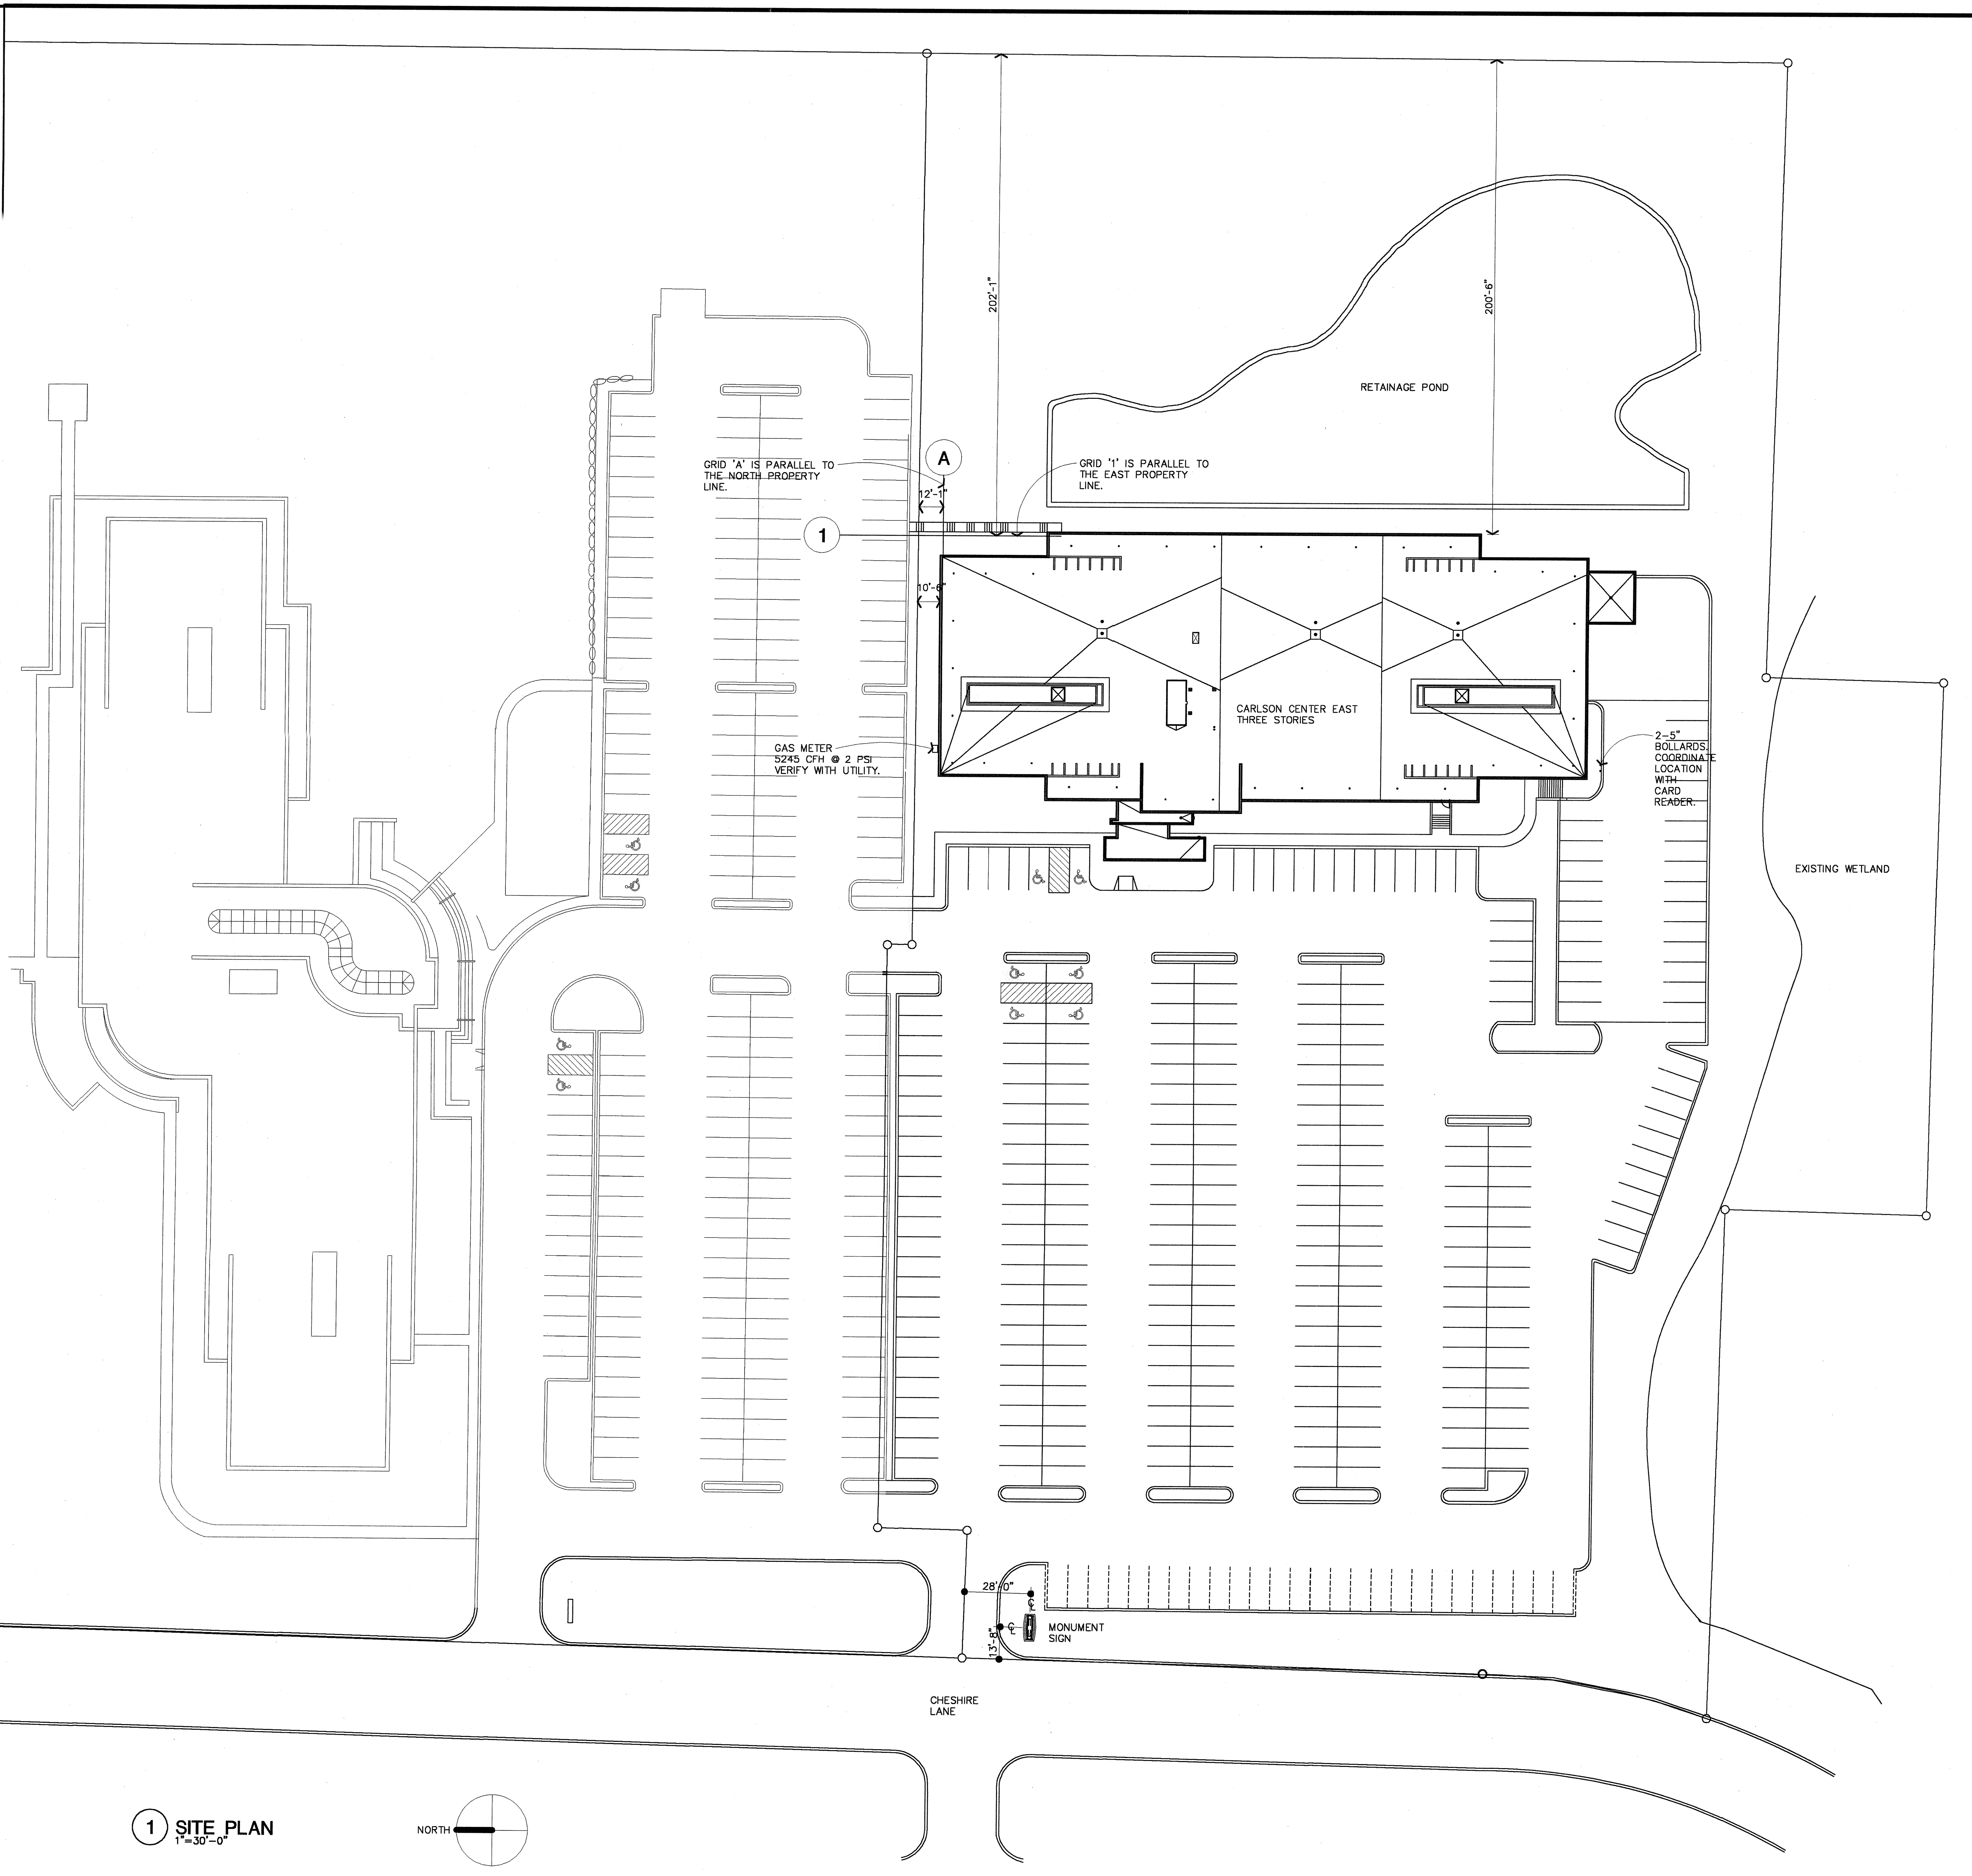 202'-1"
200'-6"
RETAINAGE POND
A
GRID 'A' IS PARALLEL TO
THE NORTH PROPERTY
LINE.
GRID '1' IS PARALLEL TO
THE EAST PROPERTY
LINE.
12'-1"
1
10'-6"
CARLSON CENTER EAST
THREE STORIES
GAS METER
5245 CFH @ 2 PSI
VERIFY WITH UTILITY.
2-5"
BOLLARDS.
COORDINATE
LOCATION
WITH
CARD
READER.
EXISTING WETLAND
28'-0"
13'-8"
MONUMENT
SIGN
CHESHIRE
LANE
1 SITE PLAN
1"=30'-0"
NORTH